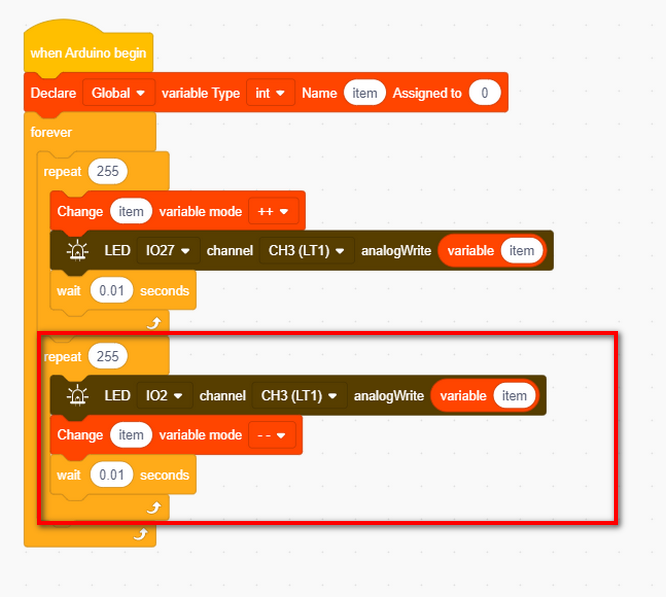 when Arduino begin
Declare Global variable Type int Name item Assigned to 0
forever
repeat 255
Change item variable mode ++
LED IO27 channel CH3 (LT1) analogWrite variable item
wait 0.01 seconds
repeat 255
LED IO2 channel CH3 (LT1) analogWrite variable item
Change item variable mode --
wait 0.01 seconds